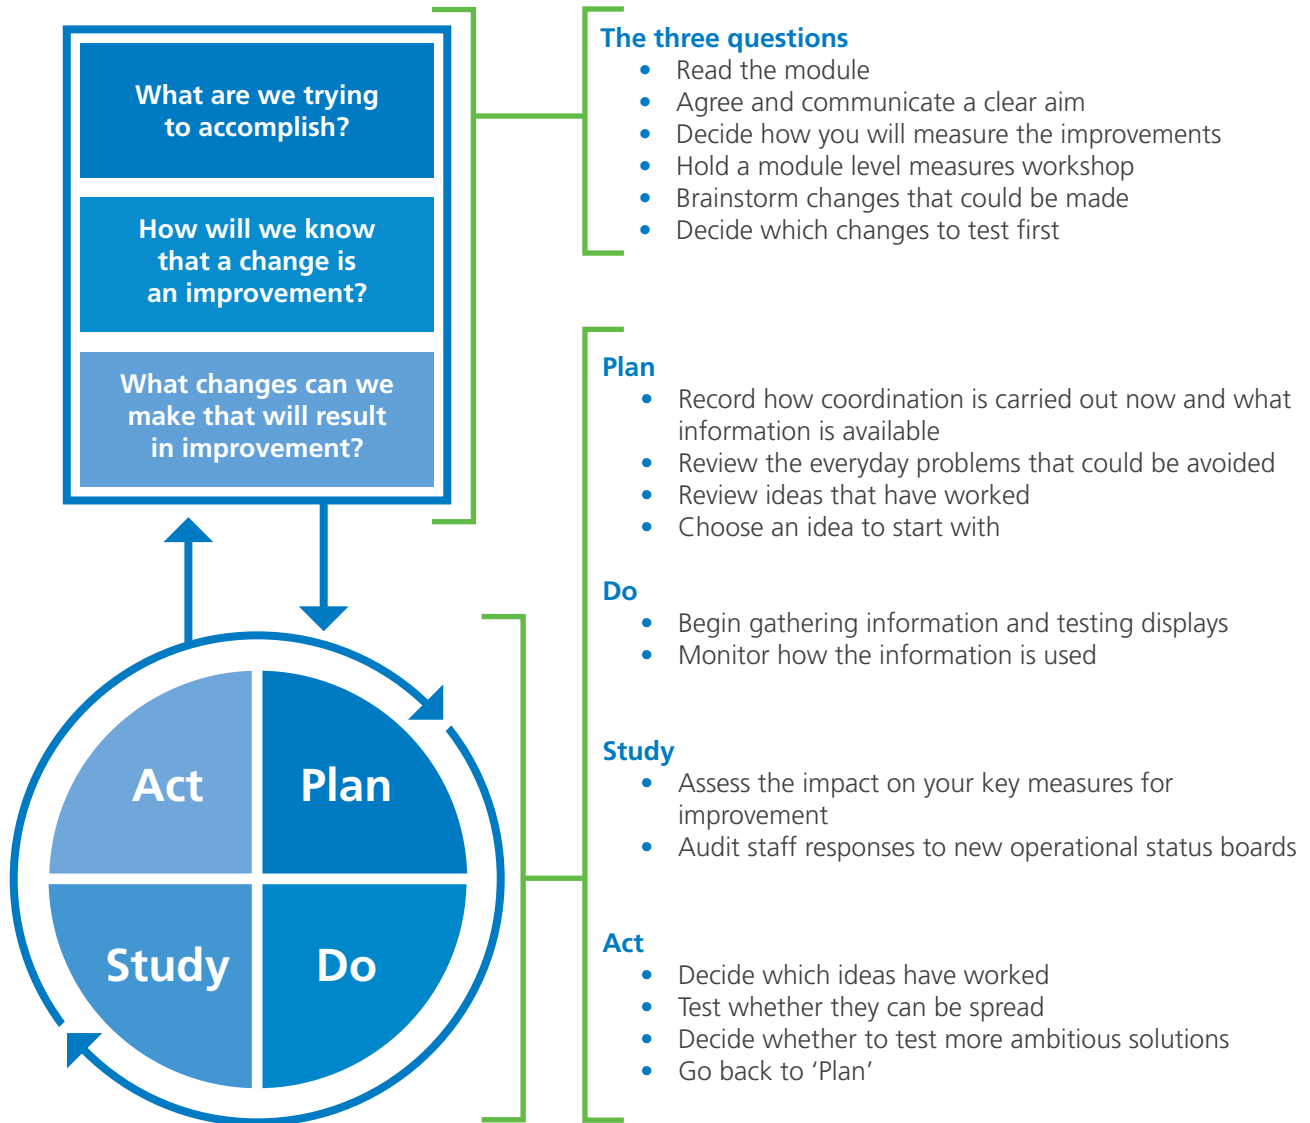 What are we trying
to accomplish?
How will we know
that a change is
an improvement?
What changes can we
make that will result
in improvement?
Act
Plan
Study
Do
The three questions
• Read the module
• Agree and communicate a clear aim
• Decide how you will measure the improvements
• Hold a module level measures workshop
• Brainstorm changes that could be made
• Decide which changes to test first
Plan
• Record how coordination is carried out now and what
information is available
• Review the everyday problems that could be avoided
• Review ideas that have worked
• Choose an idea to start with
Do
• Begin gathering information and testing displays
• Monitor how the information is used
Study
• Assess the impact on your key measures for
improvement
• Audit staff responses to new operational status boards
Act
• Decide which ideas have worked
• Test whether they can be spread
• Decide whether to test more ambitious solutions
• Go back to ‘Plan’